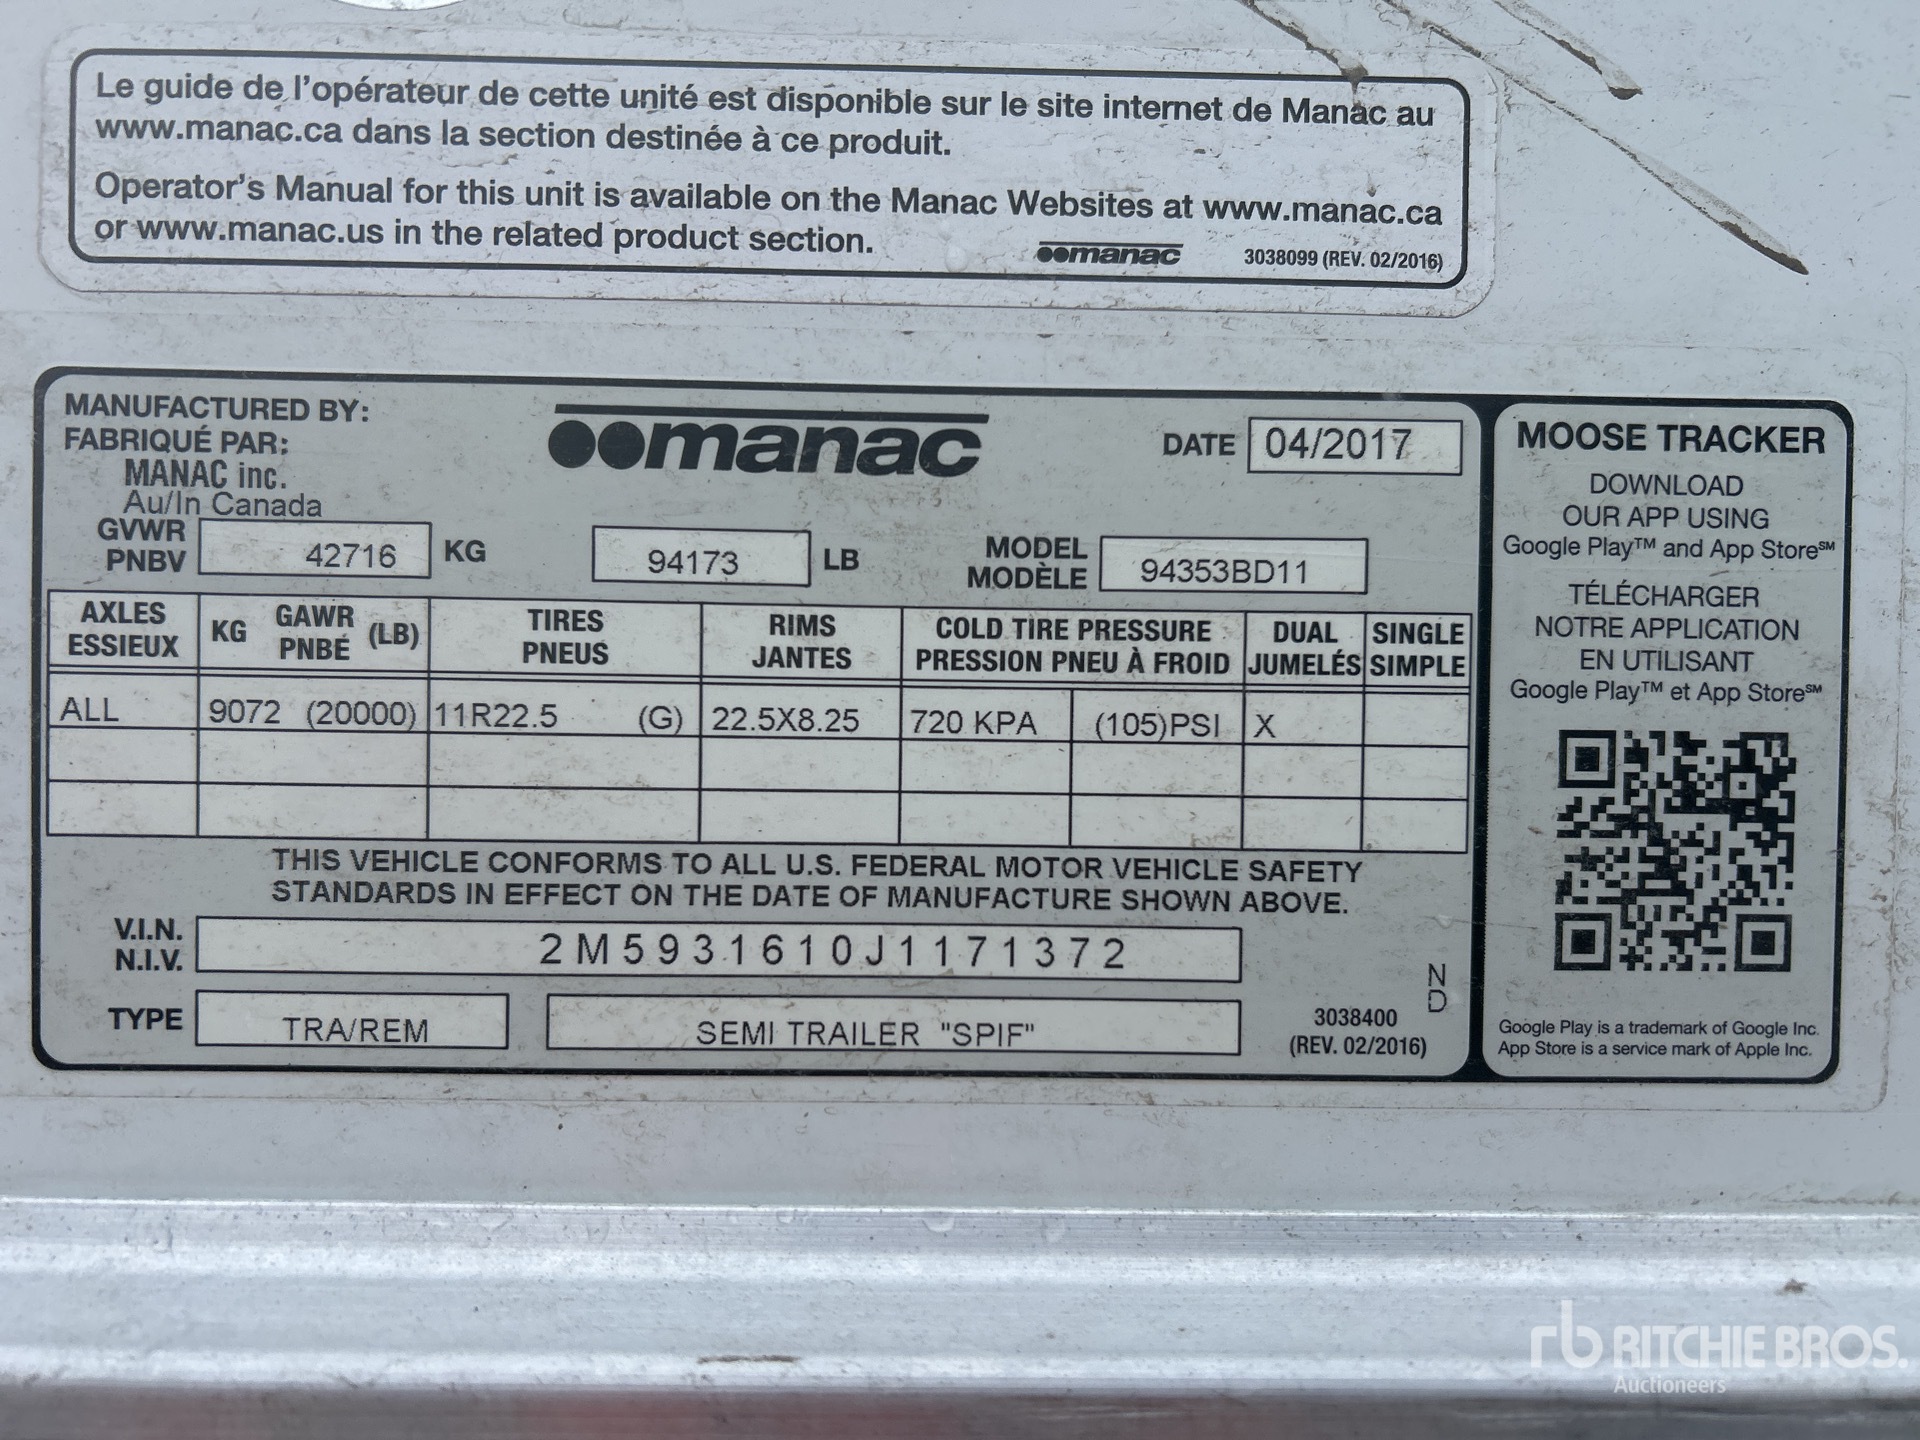 Le guide de l'opérateur de cette unité est disponible sur le site internet de Manac au
www.manac.ca dans la section destinée à ce produit.
Operator's Manual for this unit is available on the Manac Websites at www.manac.ca
or www.manac.us in the related product section.
manac 3038099 (REV. 02/2016)
MANUFACTURED BY:
FABRIQUÉ PAR:
MANAC inc.
Au/In Canada
manac
DATE 04/2017
GVWR
PNBV
42716 KG 94173 LB
MODEL
MODÈLE
94353BD11
AXLES
ESSIEUX
KG GAWR (LB)
PNBÉ
TIRES
PNEUS
RIMS
JANTES
COLD TIRE PRESSURE
PRESSION PNEU À FROID
DUAL
JUMELÉS
SINGLE
SIMPLE
ALL 9072 (20000) 11R22.5 (G) 22.5X8.25 720 KPA (105)PSI X
THIS VEHICLE CONFORMS TO ALL U.S. FEDERAL MOTOR VEHICLE SAFETY
STANDARDS IN EFFECT ON THE DATE OF MANUFACTURE SHOWN ABOVE.
V.I.N.
N.I.V.
2M5931610J1171372
TYPE TRA/REM SEMI TRAILER "SPIF"
3038400
(REV. 02/2016)
ND
MOOSE TRACKER
DOWNLOAD
OUR APP USING
Google Play™ and App Store℠
TÉLÉCHARGER
NOTRE APPLICATION
EN UTILISANT
Google Play™ et App Store℠
Google Play is a trademark of Google Inc.
App Store is a service mark of Apple Inc.
rb RITCHIE BROS.
Auctioneers